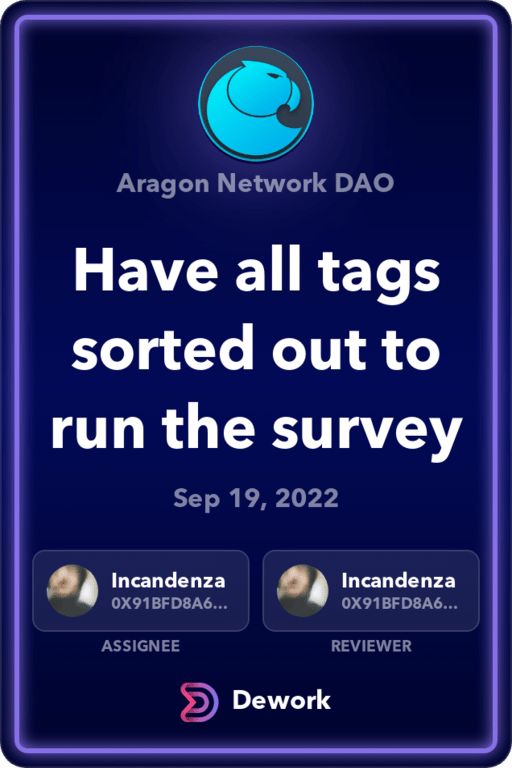 Aragon Network DAO
Have all tags
sorted out to
run the survey
Sep 19, 2022
Incandenza
0X91BFD8A6...
ASSIGNEE
Incandenza
0X91BFD8A6...
REVIEWER
Dework